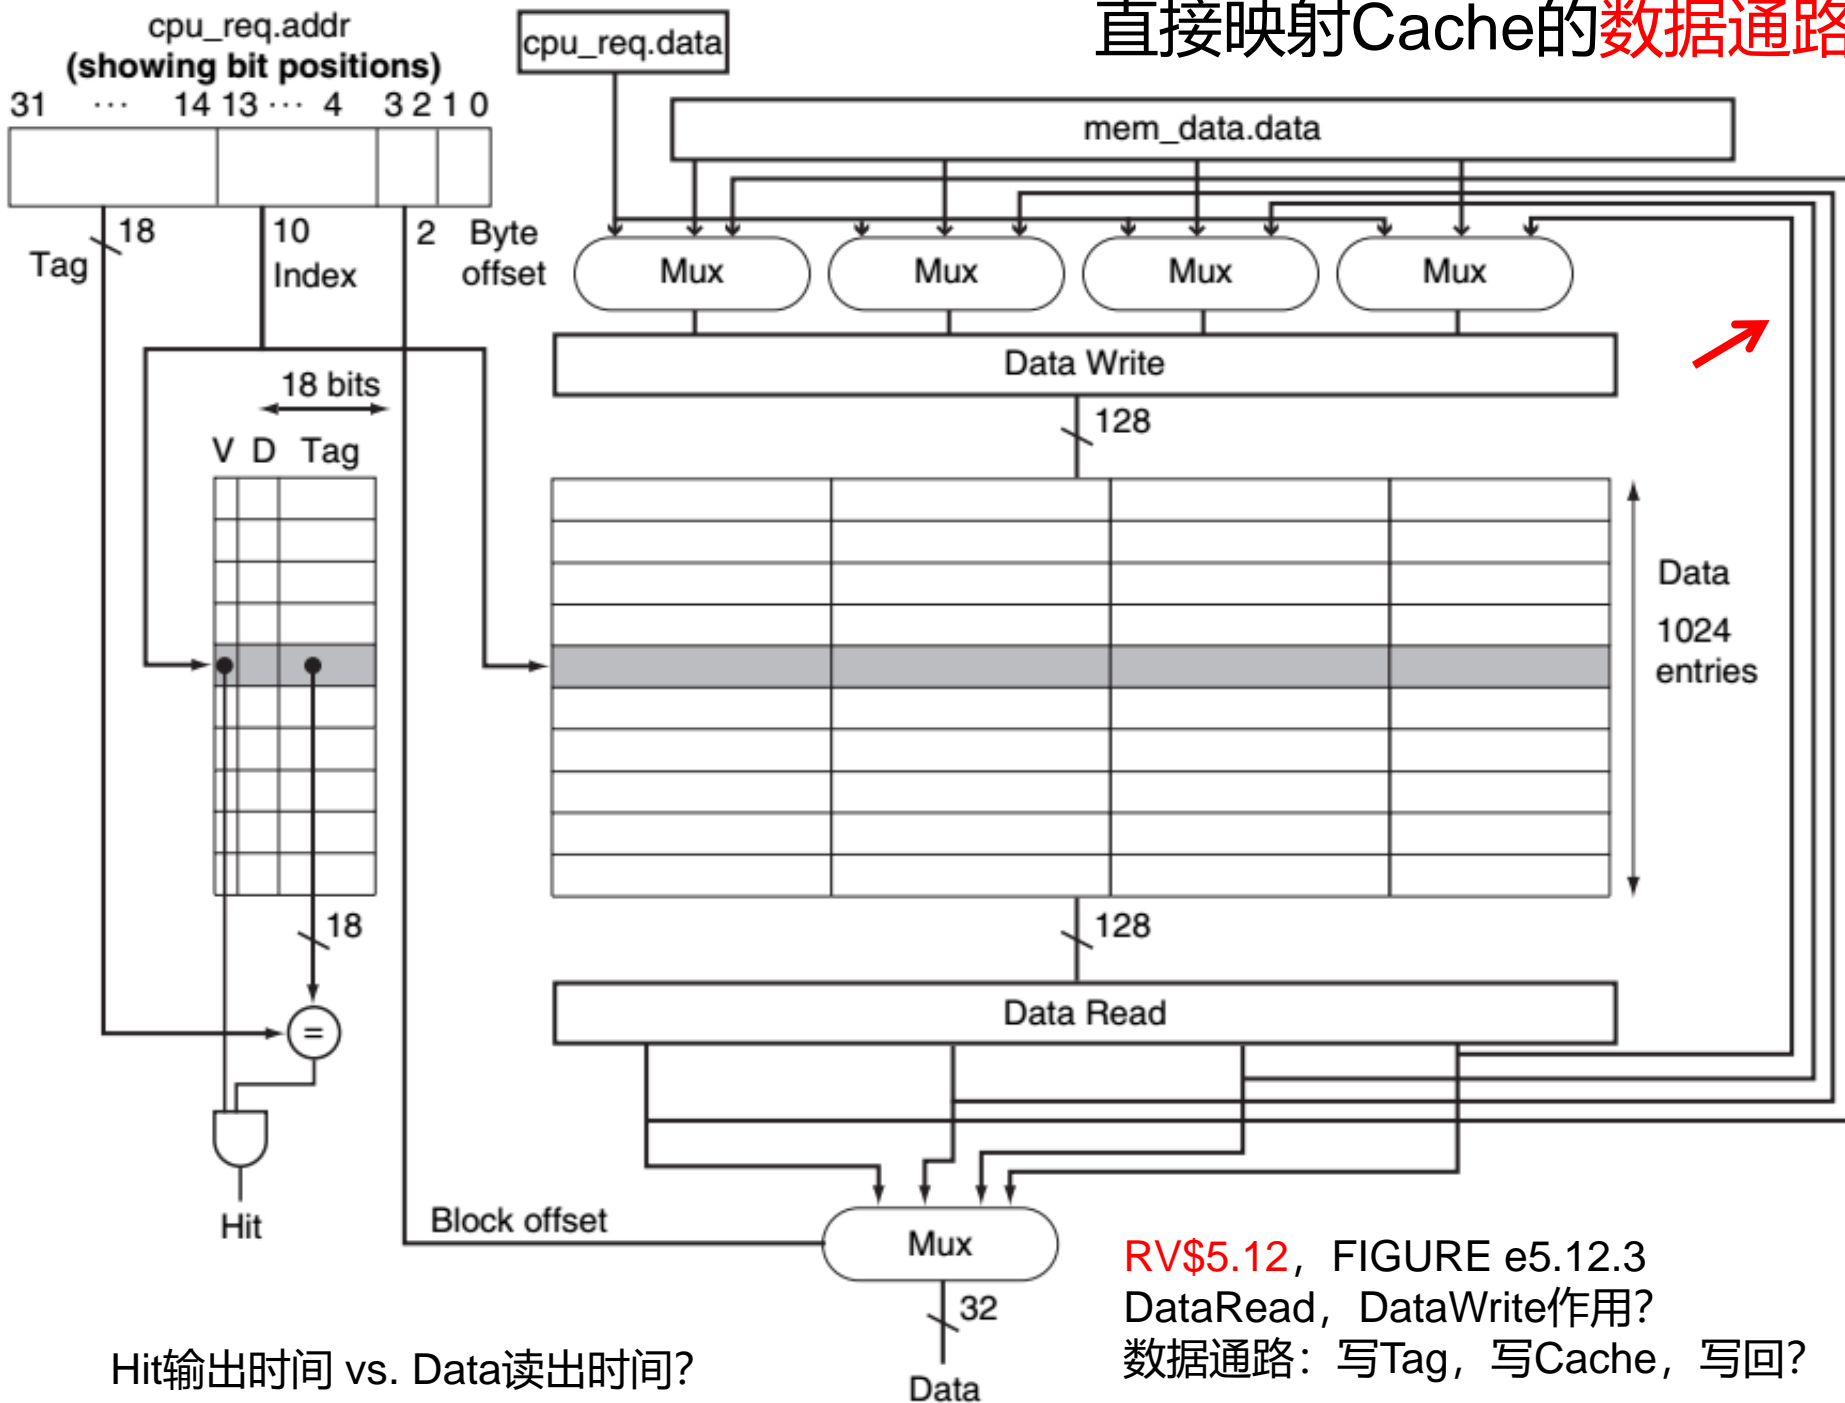 直接映射Cache的数据通路
cpu_req.addr
(showing bit positions)
31 ··· 14 13 ··· 4 3 2 1 0
cpu_req.data
mem_data.data
18
Tag
10
Index
2
Byte
offset
Mux Mux Mux Mux
Data Write
128
18 bits
V D Tag
Data
1024
entries
18
128
=
Data Read
Hit
Block offset
Mux
32
Data
RV$5.12，FIGURE e5.12.3
DataRead，DataWrite作用？
数据通路：写Tag，写Cache，写回？
Hit输出时间 vs. Data读出时间？